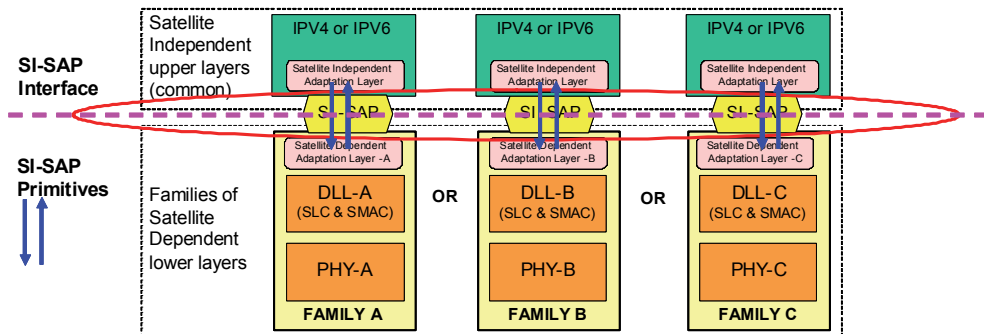 Satellite
Independent
upper layers
(common)
SI-SAP
Interface
IPV4 or IPV6
Satellite Independent
Adaptation Layer
SI-SAP
Satellite Dependent
Adaptation Layer -A
DLL-A
(SLC & SMAC)
PHY-A
FAMILY A
OR
IPV4 or IPV6
Satellite Independent
Adaptation Layer
SI-SAP
Satellite Dependent
Adaptation Layer -B
DLL-B
(SLC & SMAC)
PHY-B
FAMILY B
OR
IPV4 or IPV6
Satellite Independent
Adaptation Layer
SI-SAP
Satellite Dependent
Adaptation Layer -C
DLL-C
(SLC & SMAC)
PHY-C
FAMILY C
SI-SAP
Primitives
Families of
Satellite
Dependent
lower layers